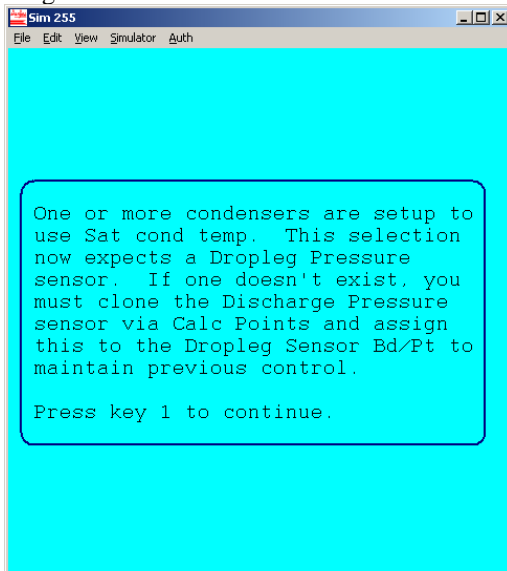 Sim 255
File Edit View Simulator Auth
One or more condensers are setup to
use Sat cond temp.  This selection
now expects a Dropleg Pressure
sensor.  If one doesn't exist, you
must clone the Discharge Pressure
sensor via Calc Points and assign
this to the Dropleg Sensor Bd/Pt to
maintain previous control.
Press key 1 to continue.